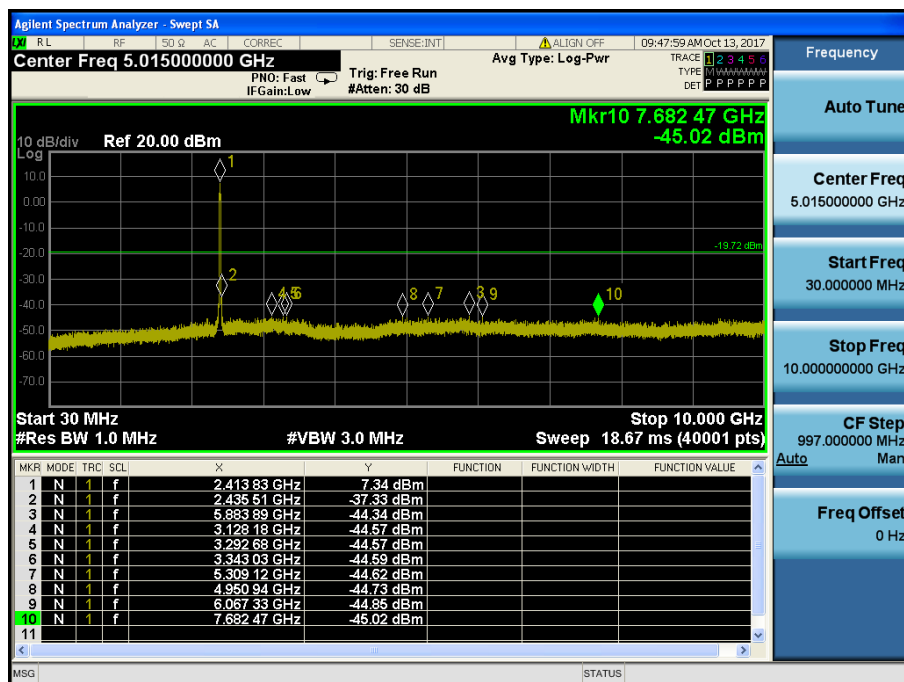 Agilent Spectrum Analyzer - Swept SA
LXI RL RF 50 Ω AC CORREC SENSE:INT ALIGN OFF 09:47:59 AM Oct 13, 2017
Center Freq 5.015000000 GHz Avg Type: Log-Pwr TRACE 1 2 3 4 5 6
PNO: Fast Trig: Free Run TYPE M W W W W W
IFGain:Low #Atten: 30 dB DET P P P P P P
Mkr10 7.682 47 GHz
-45.02 dBm
10 dB/div Ref 20.00 dBm
Log
1
10.0
0.00
-10.0
-19.72 dBm
-20.0
-30.0
2
4 5 6 8 7 3 9 10
-40.0
-50.0
-60.0
-70.0
Start 30 MHz Stop 10.000 GHz
#Res BW 1.0 MHz #VBW 3.0 MHz Sweep 18.67 ms (40001 pts)
MKR MODE TRC SCL X Y FUNCTION FUNCTION WIDTH FUNCTION VALUE
1 N 1 f 2.413 83 GHz 7.34 dBm
2 N 1 f 2.435 51 GHz -37.33 dBm
3 N 1 f 5.883 89 GHz -44.34 dBm
4 N 1 f 3.128 18 GHz -44.57 dBm
5 N 1 f 3.292 68 GHz -44.57 dBm
6 N 1 f 3.343 03 GHz -44.59 dBm
7 N 1 f 5.309 12 GHz -44.62 dBm
8 N 1 f 4.950 94 GHz -44.73 dBm
9 N 1 f 6.067 33 GHz -44.85 dBm
10 N 1 f 7.682 47 GHz -45.02 dBm
11
MSG STATUS
Frequency
Auto Tune
Center Freq
5.015000000 GHz
Start Freq
30.000000 MHz
Stop Freq
10.000000000 GHz
CF Step
997.000000 MHz
Auto Man
Freq Offset
0 Hz